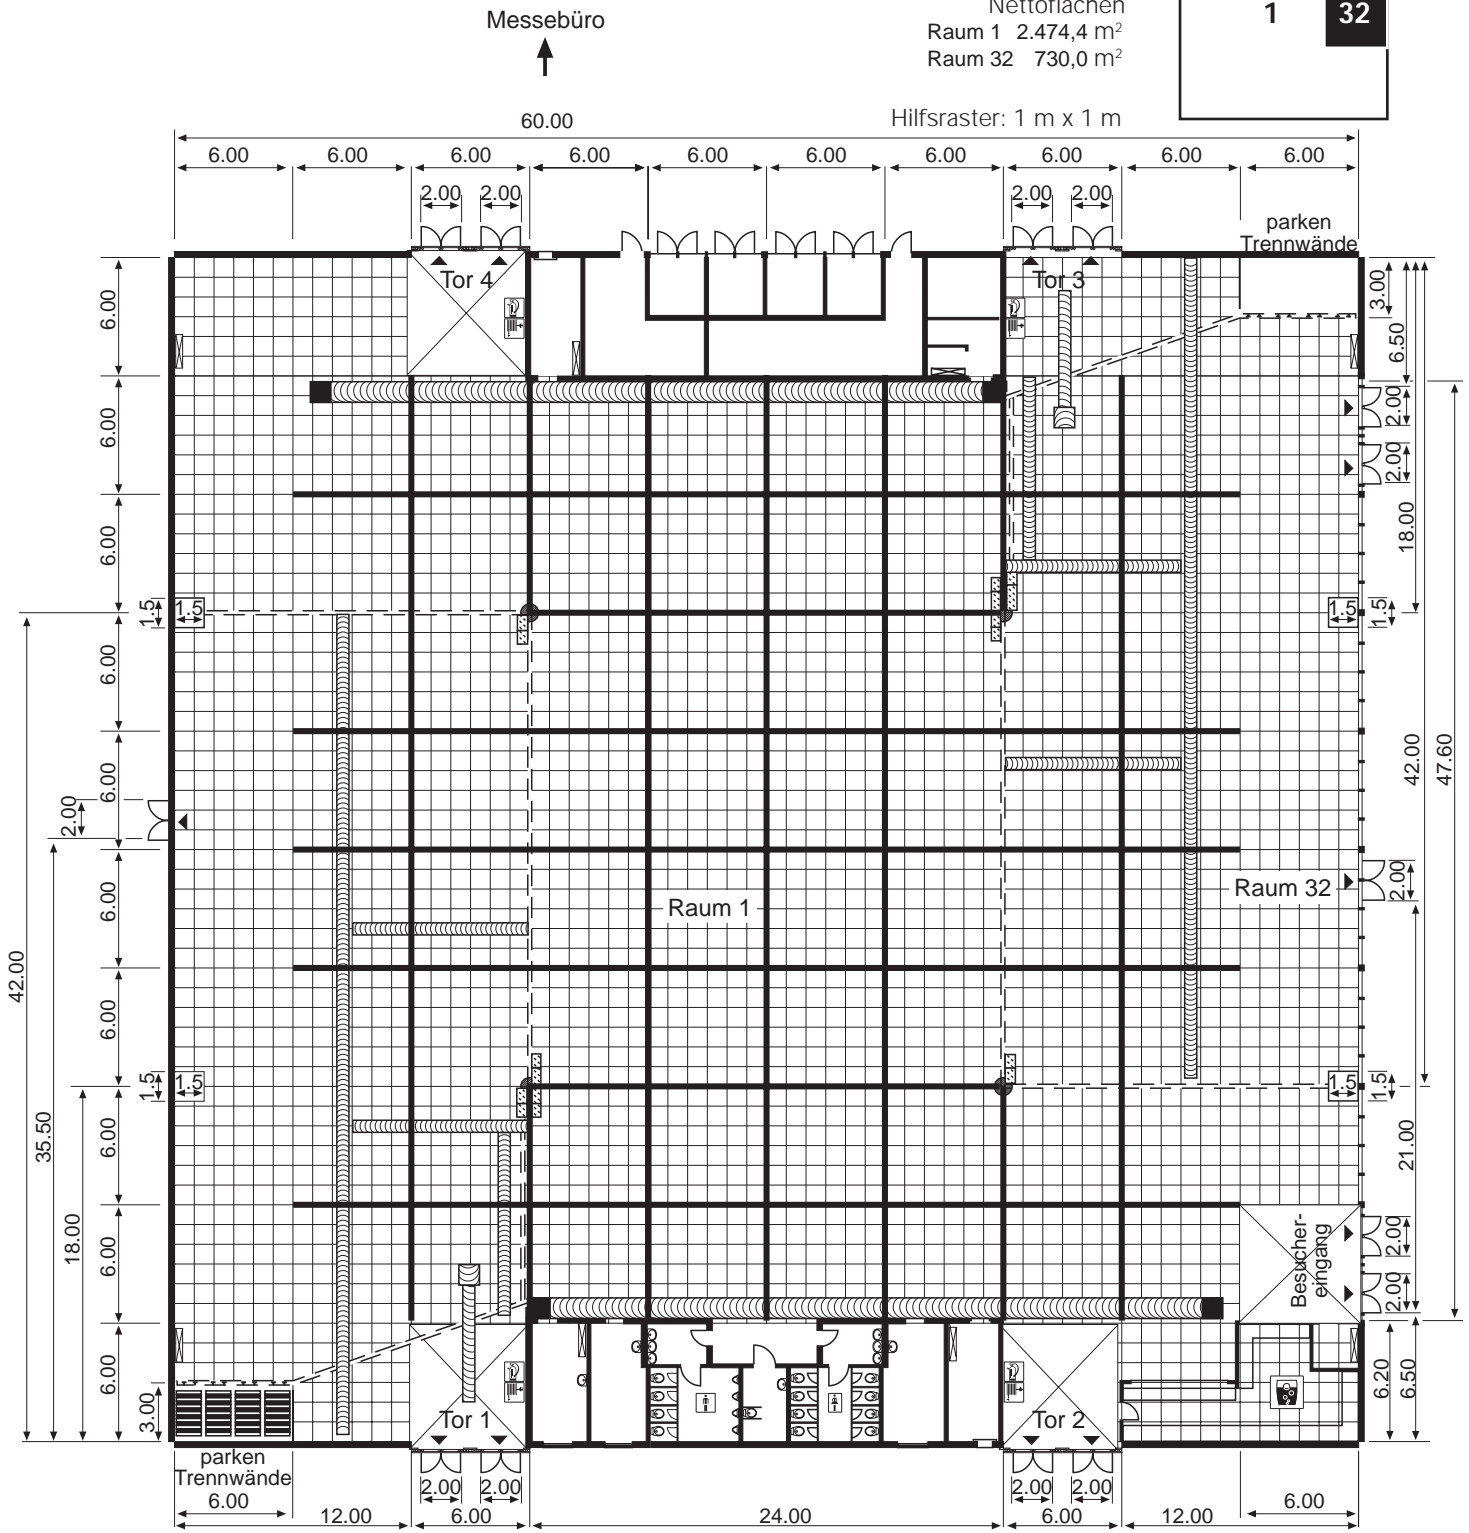 Messebüro
Nettoflächen
Raum 1 2.474,4 m²
Raum 32 730,0 m²
1
32
Hilfsraster: 1 m x 1 m
60.00
6.00 6.00 6.00 6.00 6.00 6.00 6.00 6.00 6.00 6.00
2.00 2.00 2.00 2.00
parken
Trennwände
Tor 4
Tor 3
6.00
3.00
6.50
6.00
2.00
2.00
6.00
18.00
1.5 1.5
1.5 1.5
6.00
6.00
2.00
42.00
47.60
6.00
Raum 1
Raum 32
2.00
42.00
6.00
1.5 1.5
1.5 1.5
35.50
6.00
21.00
18.00
6.00
Besucher-
eingang
2.00
2.00
6.00
3.00
6.20
6.50
Tor 1
Tor 2
parken
Trennwände
2.00 2.00 2.00 2.00
6.00 6.00
12.00 6.00 24.00 6.00 12.00